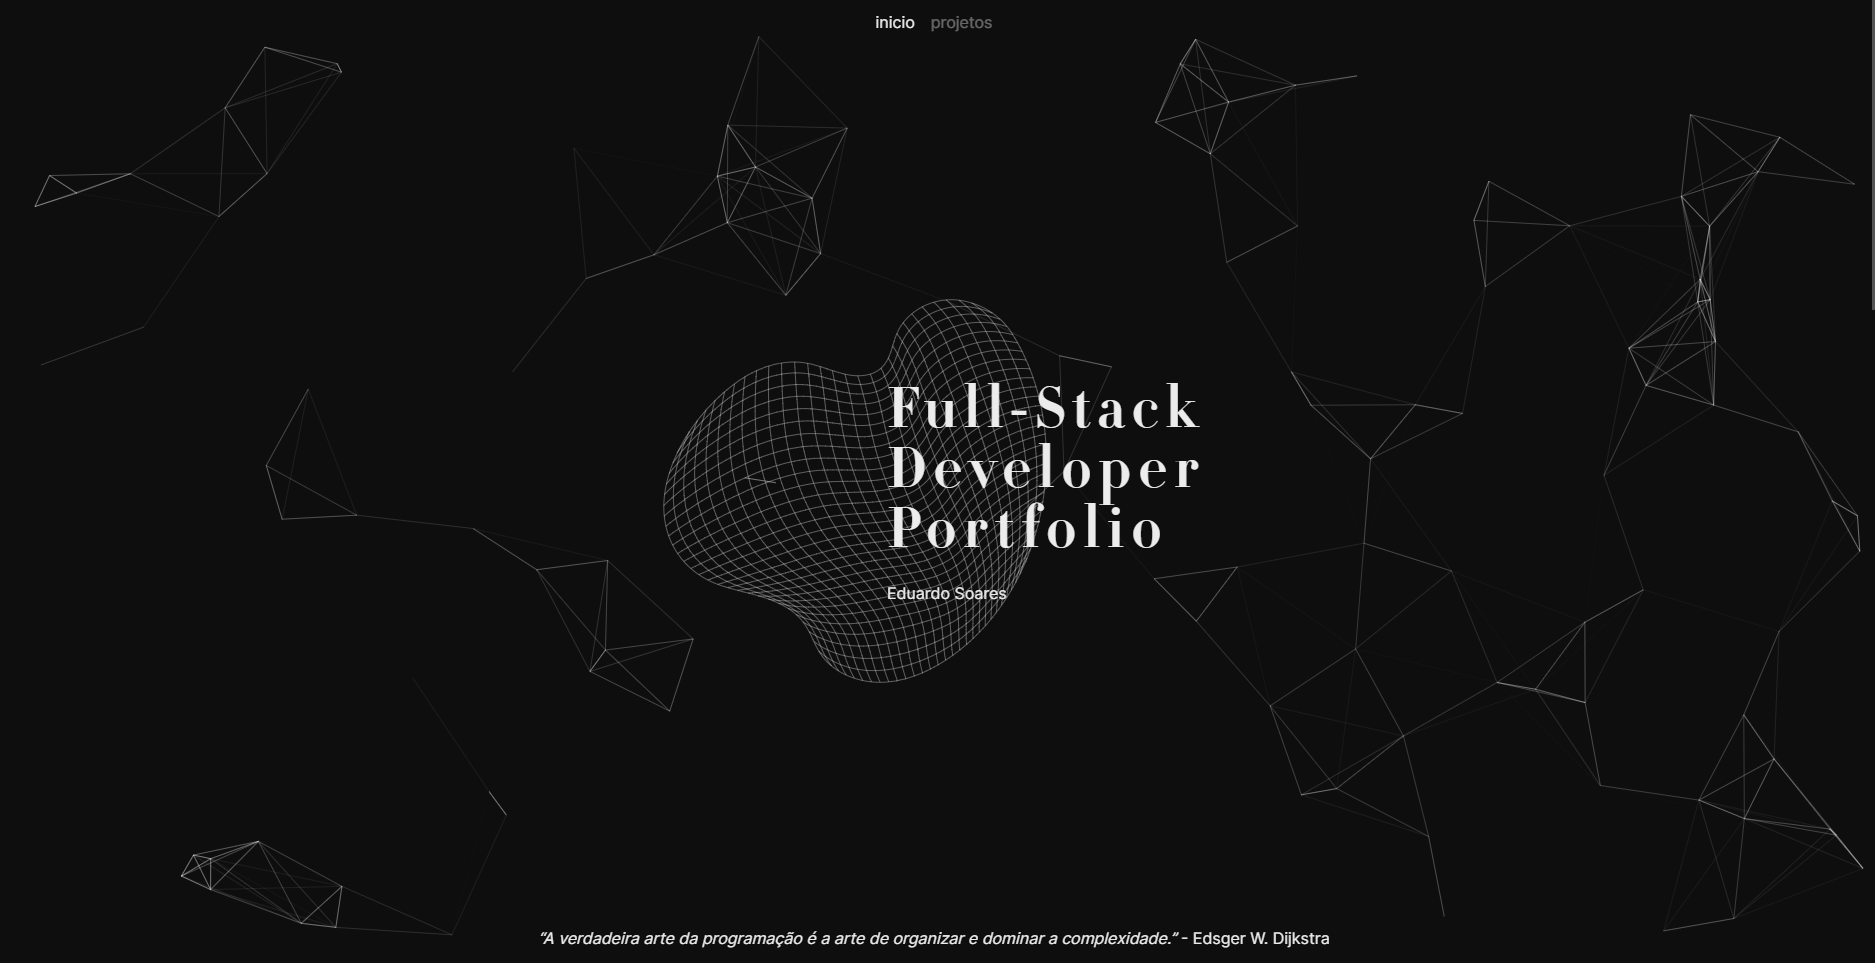 inicio projetos
Full-Stack
Developer
Portfolio
Eduardo Soares
“A verdadeira arte da programação é a arte de organizar e dominar a complexidade.” - Edsger W. Dijkstra